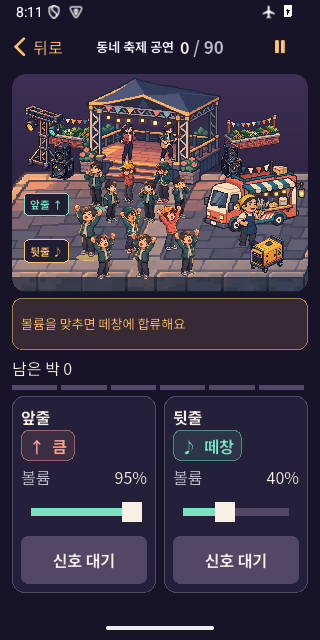 8:11
뒤로
동네 축제 공연 0 / 90
앞줄 ↑
뒷줄 ♪
볼륨을 맞추면 떼창에 합류해요
남은 박 0
앞줄
↑ 큼
볼륨 95%
신호 대기
뒷줄
♪ 떼창
볼륨 40%
신호 대기